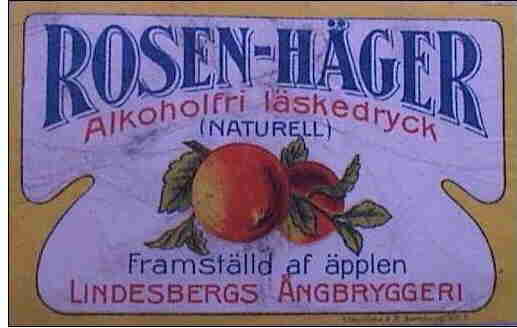 ROSEN-HÄGER
Alkoholfri läskedryck
(NATURELL)
Framställd af äpplen
LINDESBERGS ÅNGBRYGGERI